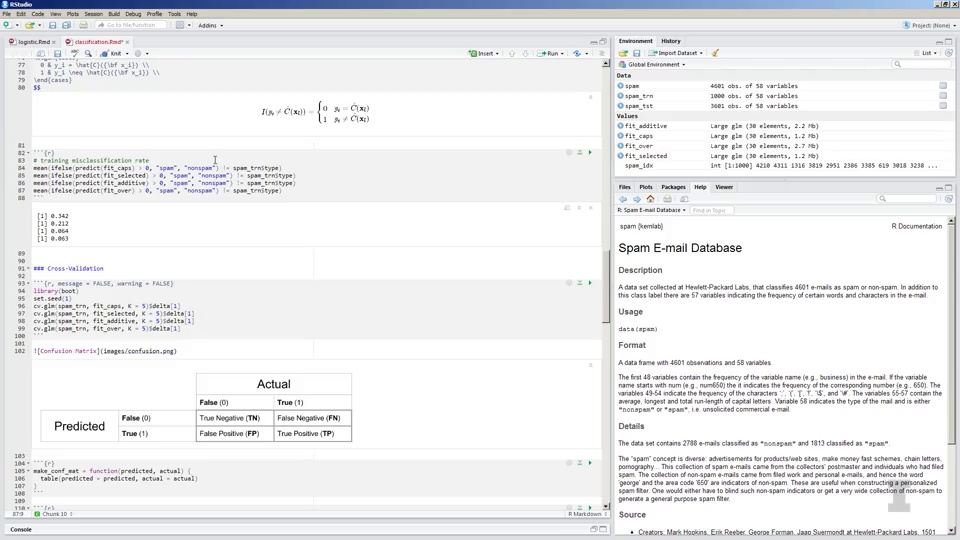 RStudio
File Edit Code View Plots Session Build Debug Profile Tools Help
Go to file/function
Addins
Project: (None)
logistic.Rmd
classification.Rmd*
Knit
Insert
Run
77 0 & y_i = \hat{C}({\bf x_i}) \\
78 1 & y_i \neq \hat{C}({\bf x_i}) \\
79 \end{cases}
80 $$
81
82 ```{r}
83 # training misclassification rate
84 mean(ifelse(predict(fit_caps) > 0, "spam", "nonspam") != spam_trn$type)
85 mean(ifelse(predict(fit_selected) > 0, "spam", "nonspam") != spam_trn$type)
86 mean(ifelse(predict(fit_additive) > 0, "spam", "nonspam") != spam_trn$type)
87 mean(ifelse(predict(fit_over) > 0, "spam", "nonspam") != spam_trn$type)
88 ```
[1] 0.342
[1] 0.212
[1] 0.064
[1] 0.063
89
90
91 ### Cross-Validation
92
93 ```{r, message = FALSE, warning = FALSE}
94 library(boot)
95 set.seed(1)
96 cv.glm(spam_trn, fit_caps, K = 5)$delta[1]
97 cv.glm(spam_trn, fit_selected, K = 5)$delta[1]
98 cv.glm(spam_trn, fit_additive, K = 5)$delta[1]
99 cv.glm(spam_trn, fit_over, K = 5)$delta[1]
100 ```
101
102 ![Confusion Matrix](images/confusion.png)
Actual
False (0) True (1)
Predicted
False (0) True Negative (TN) False Negative (FN)
True (1) False Positive (FP) True Positive (TP)
103
104 ```{r}
105 make_conf_mat = function(predicted, actual) {
106 table(predicted = predicted, actual = actual)
107 }
108 ```
109
87:9 Chunk 10 R Markdown
Console
Environment History
Import Dataset List
Global Environment
Data
spam 4601 obs. of 58 variables
spam_trn 1000 obs. of 58 variables
spam_tst 3601 obs. of 58 variables
Values
fit_additive Large glm (30 elements, 2.2 Mb)
fit_caps Large glm (30 elements, 1.2 Mb)
fit_over Large glm (30 elements, 2.7 Mb)
fit_selected Large glm (30 elements, 1.2 Mb)
spam_idx int [1:1000] 4210 4311 1316 3819 2951 2386 3385 619 3018 3238 ...
Files Plots Packages Help Viewer
R: Spam E-mail Database Find in Topic
spam {kernlab} R Documentation
Spam E-mail Database
Description
A data set collected at Hewlett-Packard Labs, that classifies 4601 e-mails as spam or non-spam. In addition to
this class label there are 57 variables indicating the frequency of certain words and characters in the e-mail.
Usage
data(spam)
Format
A data frame with 4601 observations and 58 variables.
The first 48 variables contain the frequency of the variable name (e.g., business) in the e-mail. If the variable
name starts with num (e.g., num650) the it indicates the frequency of the corresponding number (e.g., 650). The
variables 49-54 indicate the frequency of the characters ';', '(', '[', '!', '\$', and '\#'. The variables 55-57 contain the
average, longest and total run-length of capital letters. Variable 58 indicates the type of the mail and is either
"nonspam" or "spam", i.e. unsolicited commercial e-mail.
Details
The data set contains 2788 e-mails classified as "nonspam" and 1813 classified as "spam".
The "spam" concept is diverse: advertisements for products/web sites, make money fast schemes, chain letters,
pornography... This collection of spam e-mails came from the collectors' postmaster and individuals who had filed
spam. The collection of non-spam e-mails came from filed work and personal e-mails, and hence the word
'george' and the area code '650' are indicators of non-spam. These are useful when constructing a personalized
spam filter. One would either have to blind such non-spam indicators or get a very wide collection of non-spam to
generate a general purpose spam filter.
Source
Creators: Mark Hopkins, Erik Reeber, George Forman, Jaap Suermondt at Hewlett-Packard Labs, 1501